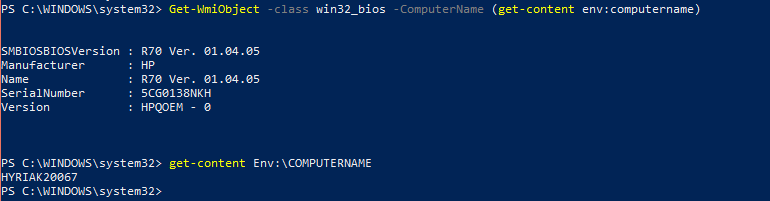 PS C:\WINDOWS\system32> Get-WmiObject -class win32_bios -ComputerName (get-content env:computername)
SMBIOSBIOSVersion : R70 Ver. 01.04.05
Manufacturer      : HP
Name              : R70 Ver. 01.04.05
SerialNumber      : 5CG0138NKH
Version           : HPQOEM - 0
PS C:\WINDOWS\system32> get-content Env:\COMPUTERNAME
HYRIAK20067
PS C:\WINDOWS\system32>